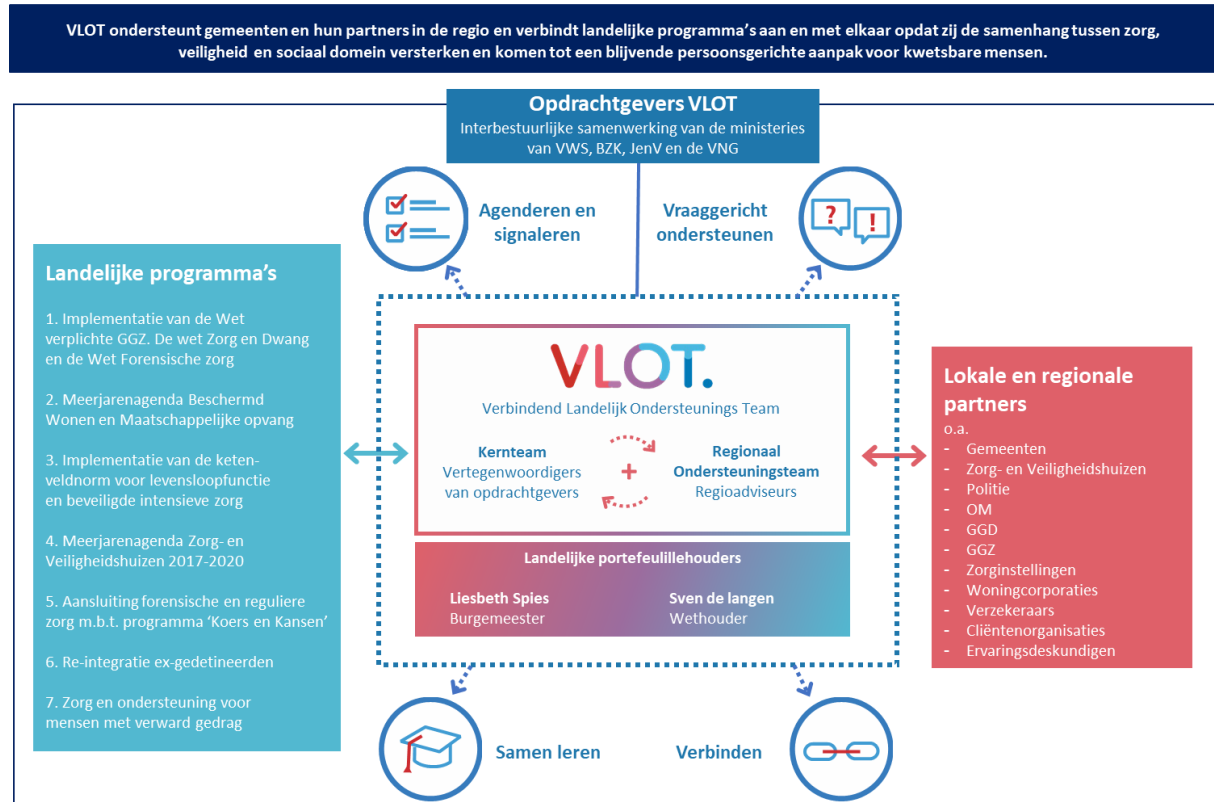 VLOT ondersteunt gemeenten en hun partners in de regio en verbindt landelijke programma's aan en met elkaar opdat zij de samenhang tussen zorg,
veiligheid en sociaal domein versterken en komen tot een blijvende persoonsgerichte aanpak voor kwetsbare mensen.
Opdrachtgevers VLOT
Interbestuurlijke samenwerking van de ministeries
van VWS, BZK, JenV en de VNG
Agenderen en
signaleren
Vraaggericht
ondersteunen
?
!
Landelijke programma's
1. Implementatie van de Wet
verplichte GGZ. De wet Zorg en Dwang
en de Wet Forensische zorg
2. Meerjarenagenda Beschermd
Wonen en Maatschappelijke opvang
3. Implementatie van de keten-
veldnorm voor levensloopfunctie
en beveiligde intensieve zorg
4. Meerjarenagenda Zorg- en
Veiligheidshuizen 2017-2020
5. Aansluiting forensische en reguliere
zorg m.b.t. programma 'Koers en Kansen'
6. Re-integratie ex-gedetineerden
7. Zorg en ondersteuning voor
mensen met verward gedrag
VLOT.
Verbindend Landelijk Ondersteunings Team
Kernteam
Vertegenwoordigers
van opdrachtgevers
+
Regionaal
Ondersteuningsteam
Regioadviseurs
Landelijke portefeulillehouders
Liesbeth Spies
Burgemeester
Sven de langen
Wethouder
Lokale en regionale
partners
o.a.
- Gemeenten
- Zorg- en Veiligheidshuizen
- Politie
- OM
- GGD
- GGZ
- Zorginstellingen
- Woningcorporaties
- Verzekeraars
- Cliëntenorganisaties
- Ervaringsdeskundigen
Samen leren
Verbinden